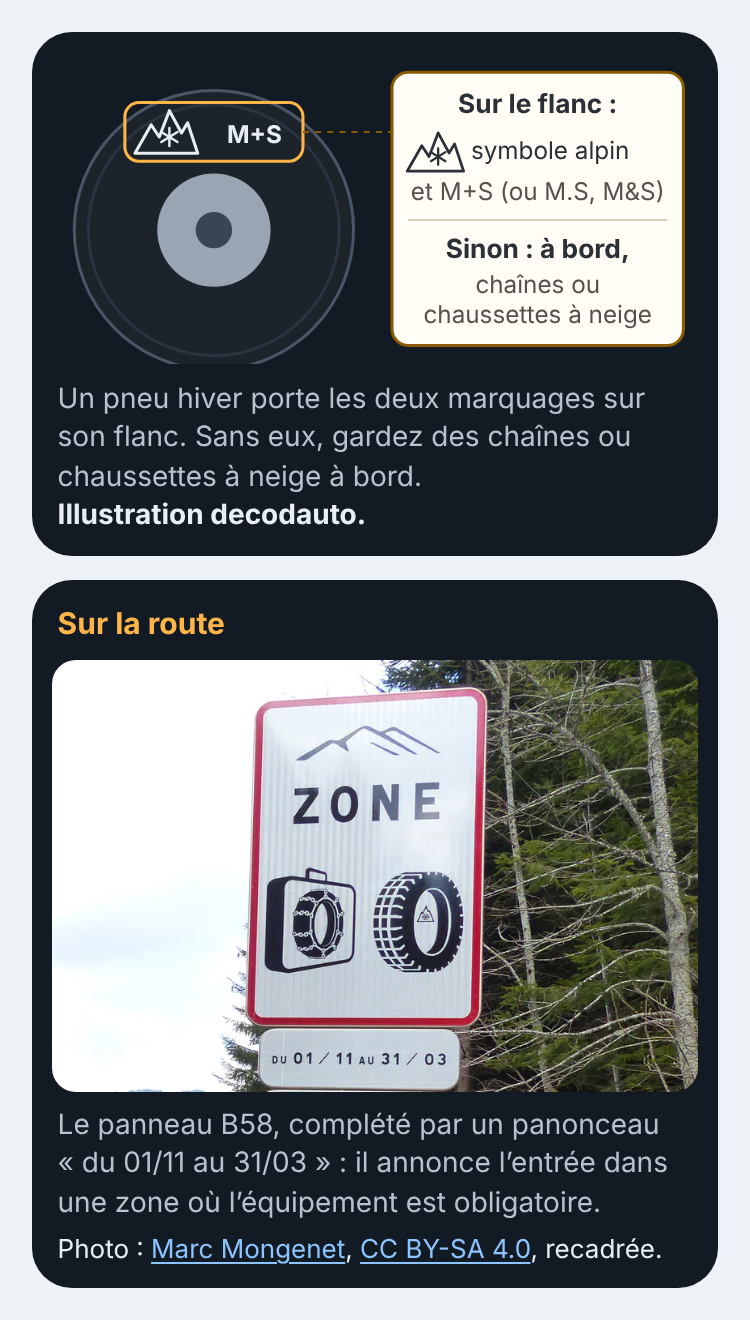 M+S
Sur le flanc :
symbole alpin
et M+S (ou M.S, M&S)
Sinon : à bord,
chaînes ou
chaussettes à neige
Un pneu hiver porte les deux marquages sur
son flanc. Sans eux, gardez des chaînes ou
chaussettes à neige à bord.
Illustration decodauto.
Sur la route
ZONE
DU 01 / 11 AU 31 / 03
Le panneau B58, complété par un panonceau
« du 01/11 au 31/03 » : il annonce l’entrée dans
une zone où l’équipement est obligatoire.
Photo : Marc Mongenet, CC BY-SA 4.0, recadrée.